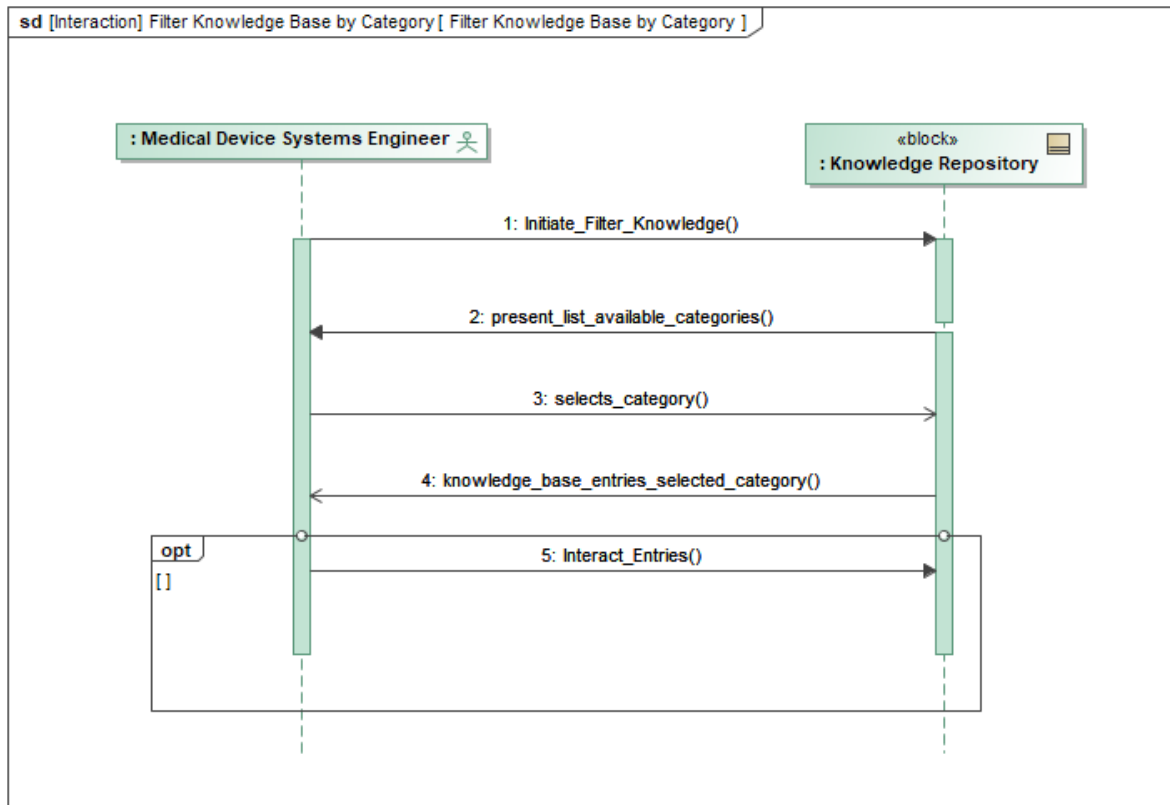 sd [Interaction] Filter Knowledge Base by Category [ Filter Knowledge Base by Category ]
: Medical Device Systems Engineer
«block»
: Knowledge Repository
1: Initiate_Filter_Knowledge()
2: present_list_available_categories()
3: selects_category()
4: knowledge_base_entries_selected_category()
opt
5: Interact_Entries()
[ ]